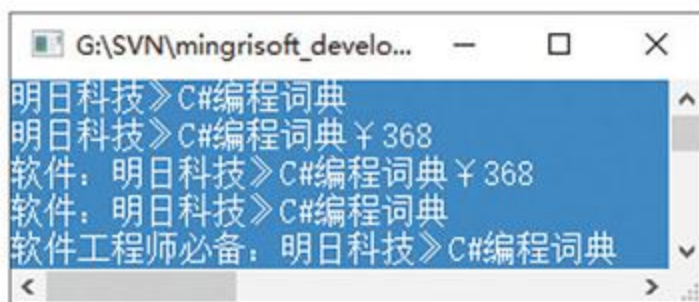 G:\SVN\mingrisoft_develo...
明日科技》C#编程词典
明日科技》C#编程词典￥368
软件：明日科技》C#编程词典￥368
软件：明日科技》C#编程词典
软件工程师必备：明日科技》C#编程词典